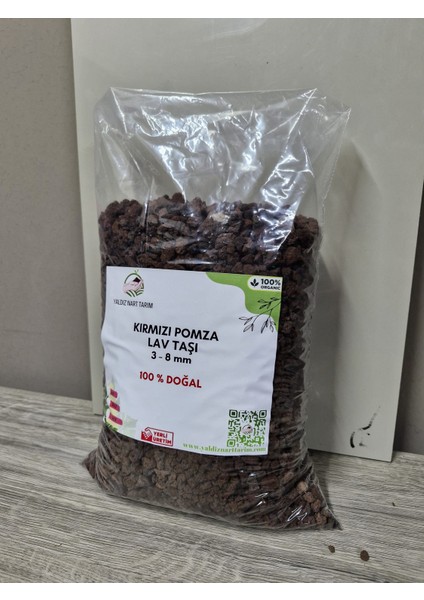 100%
ORGANIC
YALDIZ NART TARIM
KIRMIZI POMZA
LAV TAŞI
3 - 8 mm
100 % DOĞAL
YERLİ
ÜRETİM
www.yaldiznarttarim.com